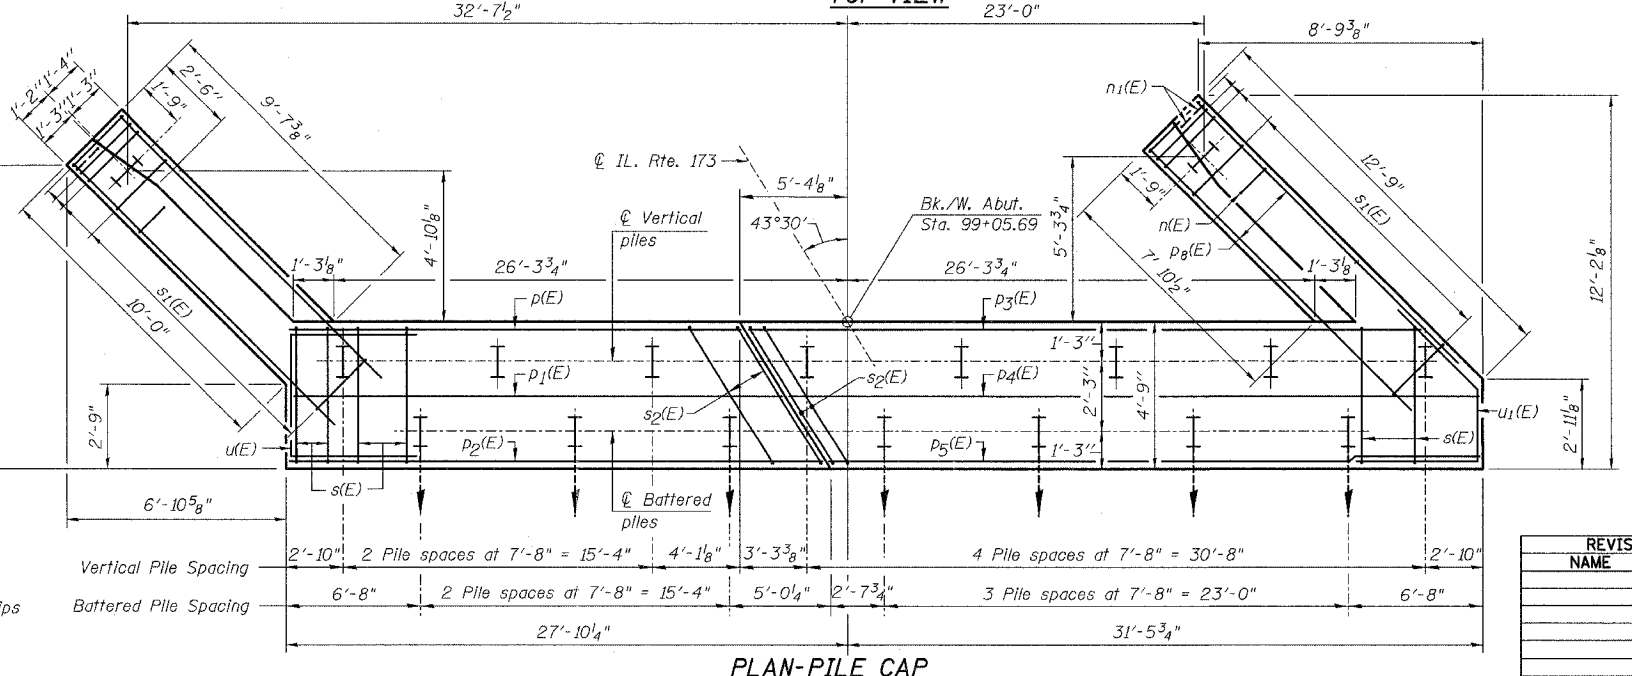 TOP VIEW
32'-7½"
23'-0"
8'-9⅜"
1'-2"
1'-4"
1'-3"
1'-3"
2'-6"
1'-9"
9'-7⅜"
n1(E)
℄ IL. Rte. 173
5'-4⅛"
43°30'
Bk./W. Abut.
Sta. 99+05.69
℄ Vertical
piles
4'-10⅛"
5'-3¾"
1'-9"
12'-9"
s1(E)
n(E)
p8(E)
7'-10½"
12'-2⅛"
s1(E)
10'-0"
1'-3⅛"
26'-3¾"
26'-3¾"
1'-3⅛"
p(E)
p3(E)
1'-3"
p1(E)
p4(E)
2'-3"
4'-9"
s2(E)
s2(E)
2'-9"
u(E)
p2(E)
p5(E)
1'-3"
s(E)
u1(E)
2'-11⅛"
s(E)
6'-10⅝"
℄ Battered
piles
Vertical Pile Spacing
2'-10"
2 Pile spaces at 7'-8" = 15'-4"
4'-1⅛"
3'-3⅜"
4 Pile spaces at 7'-8" = 30'-8"
2'-10"
ips
Battered Pile Spacing
6'-8"
2 Pile spaces at 7'-8" = 15'-4"
5'-0¼"
2'-7¾"
3 Pile spaces at 7'-8" = 23'-0"
6'-8"
27'-10¼"
31'-5¾"
PLAN-PILE CAP
REVIS
NAME